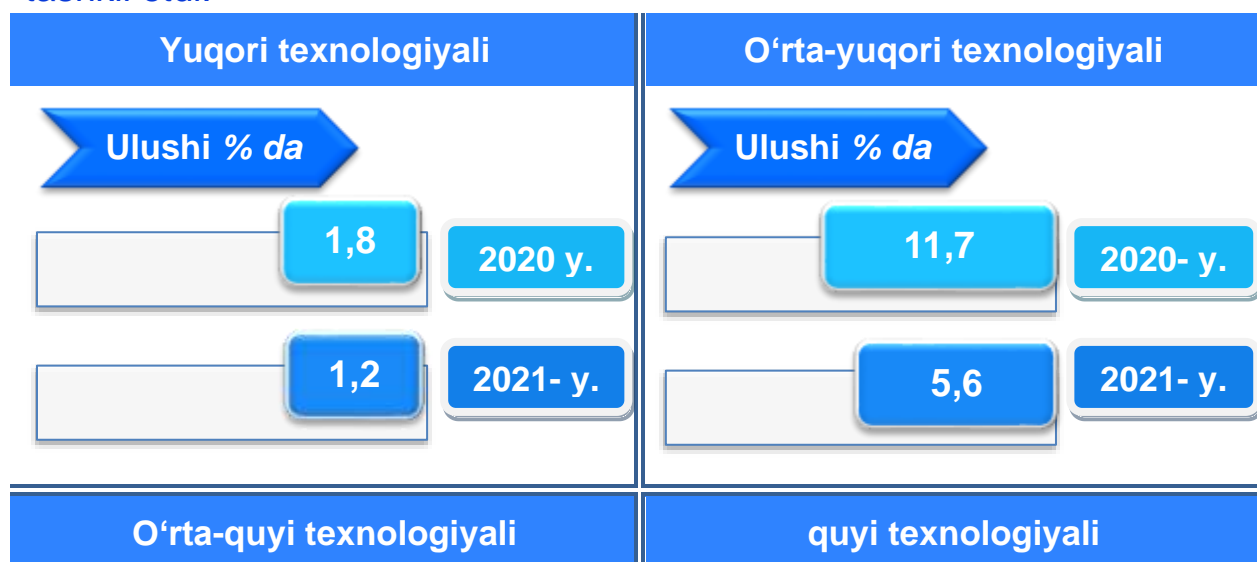 Yuqori texnologiyali
O‘rta-yuqori texnologiyali
Ulushi % da
Ulushi % da
1,8
2020 y.
11,7
2020- y.
1,2
2021- y.
5,6
2021- y.
O‘rta-quyi texnologiyali
quyi texnologiyali